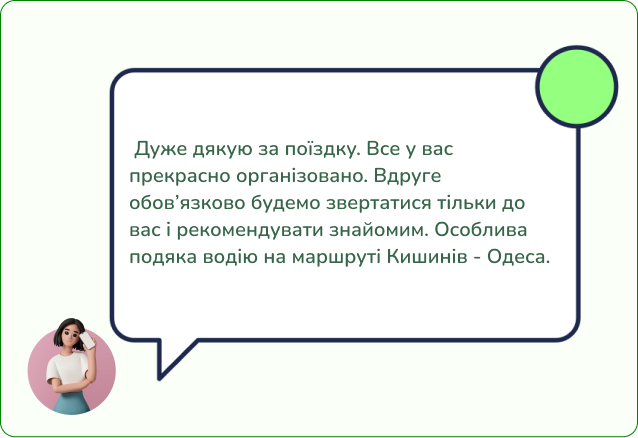 Дуже дякую за поїздку. Все у вас
прекрасно організовано. Вдруге
обов’язково будемо звертатися тільки до
вас і рекомендувати знайомим. Особлива
подяка водію на маршруті Кишинів - Одеса.